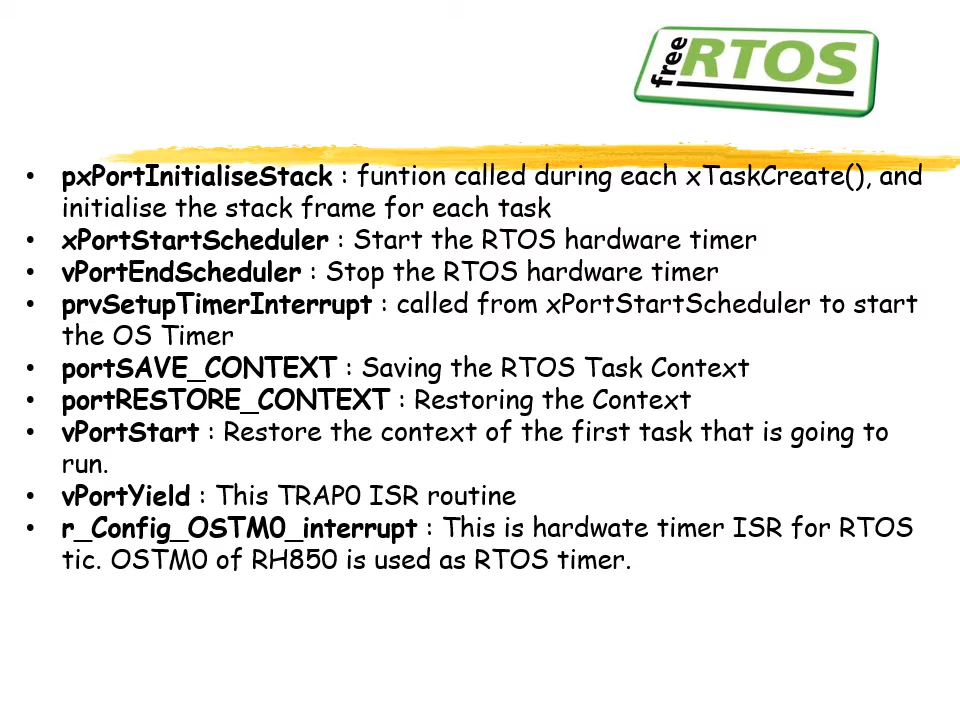 free RTOS
• pxPortInitialiseStack : funtion called during each xTaskCreate(), and
initialise the stack frame for each task
• xPortStartScheduler : Start the RTOS hardware timer
• vPortEndScheduler : Stop the RTOS hardware timer
• prvSetupTimerInterrupt : called from xPortStartScheduler to start
the OS Timer
• portSAVE_CONTEXT : Saving the RTOS Task Context
• portRESTORE_CONTEXT : Restoring the Context
• vPortStart : Restore the context of the first task that is going to
run.
• vPortYield : This TRAP0 ISR routine
• r_Config_OSTM0_interrupt : This is hardwate timer ISR for RTOS
tic. OSTM0 of RH850 is used as RTOS timer.